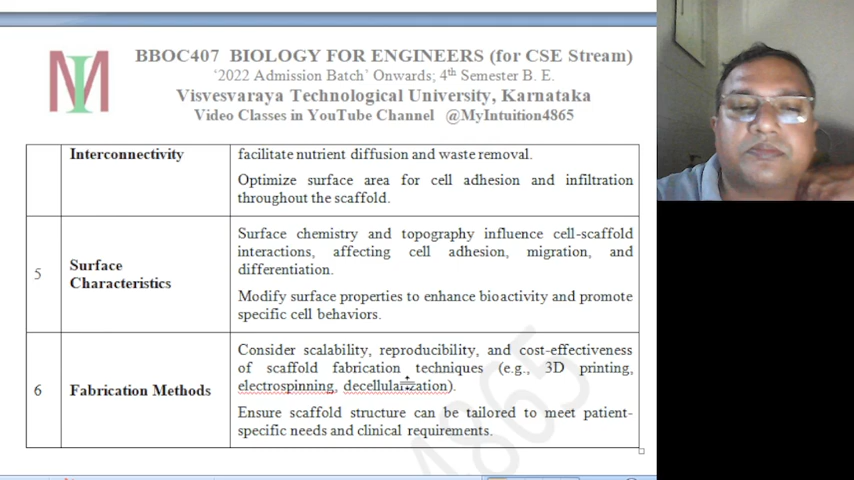 BBOC407 BIOLOGY FOR ENGINEERS (for CSE Stream)
'2022 Admission Batch' Onwards; 4th Semester B. E.
Visvesvaraya Technological University, Karnataka
Video Classes in YouTube Channel @MyIntuition4865
MI
Interconnectivity
facilitate nutrient diffusion and waste removal.
Optimize surface area for cell adhesion and infiltration
throughout the scaffold.
5
Surface
Characteristics
Surface chemistry and topography influence cell-scaffold
interactions, affecting cell adhesion, migration, and
differentiation.
Modify surface properties to enhance bioactivity and promote
specific cell behaviors.
6
Fabrication Methods
Consider scalability, reproducibility, and cost-effectiveness
of scaffold fabrication techniques (e.g., 3D printing,
electrospinning, decellularization).
Ensure scaffold structure can be tailored to meet patient-
specific needs and clinical requirements.
4865